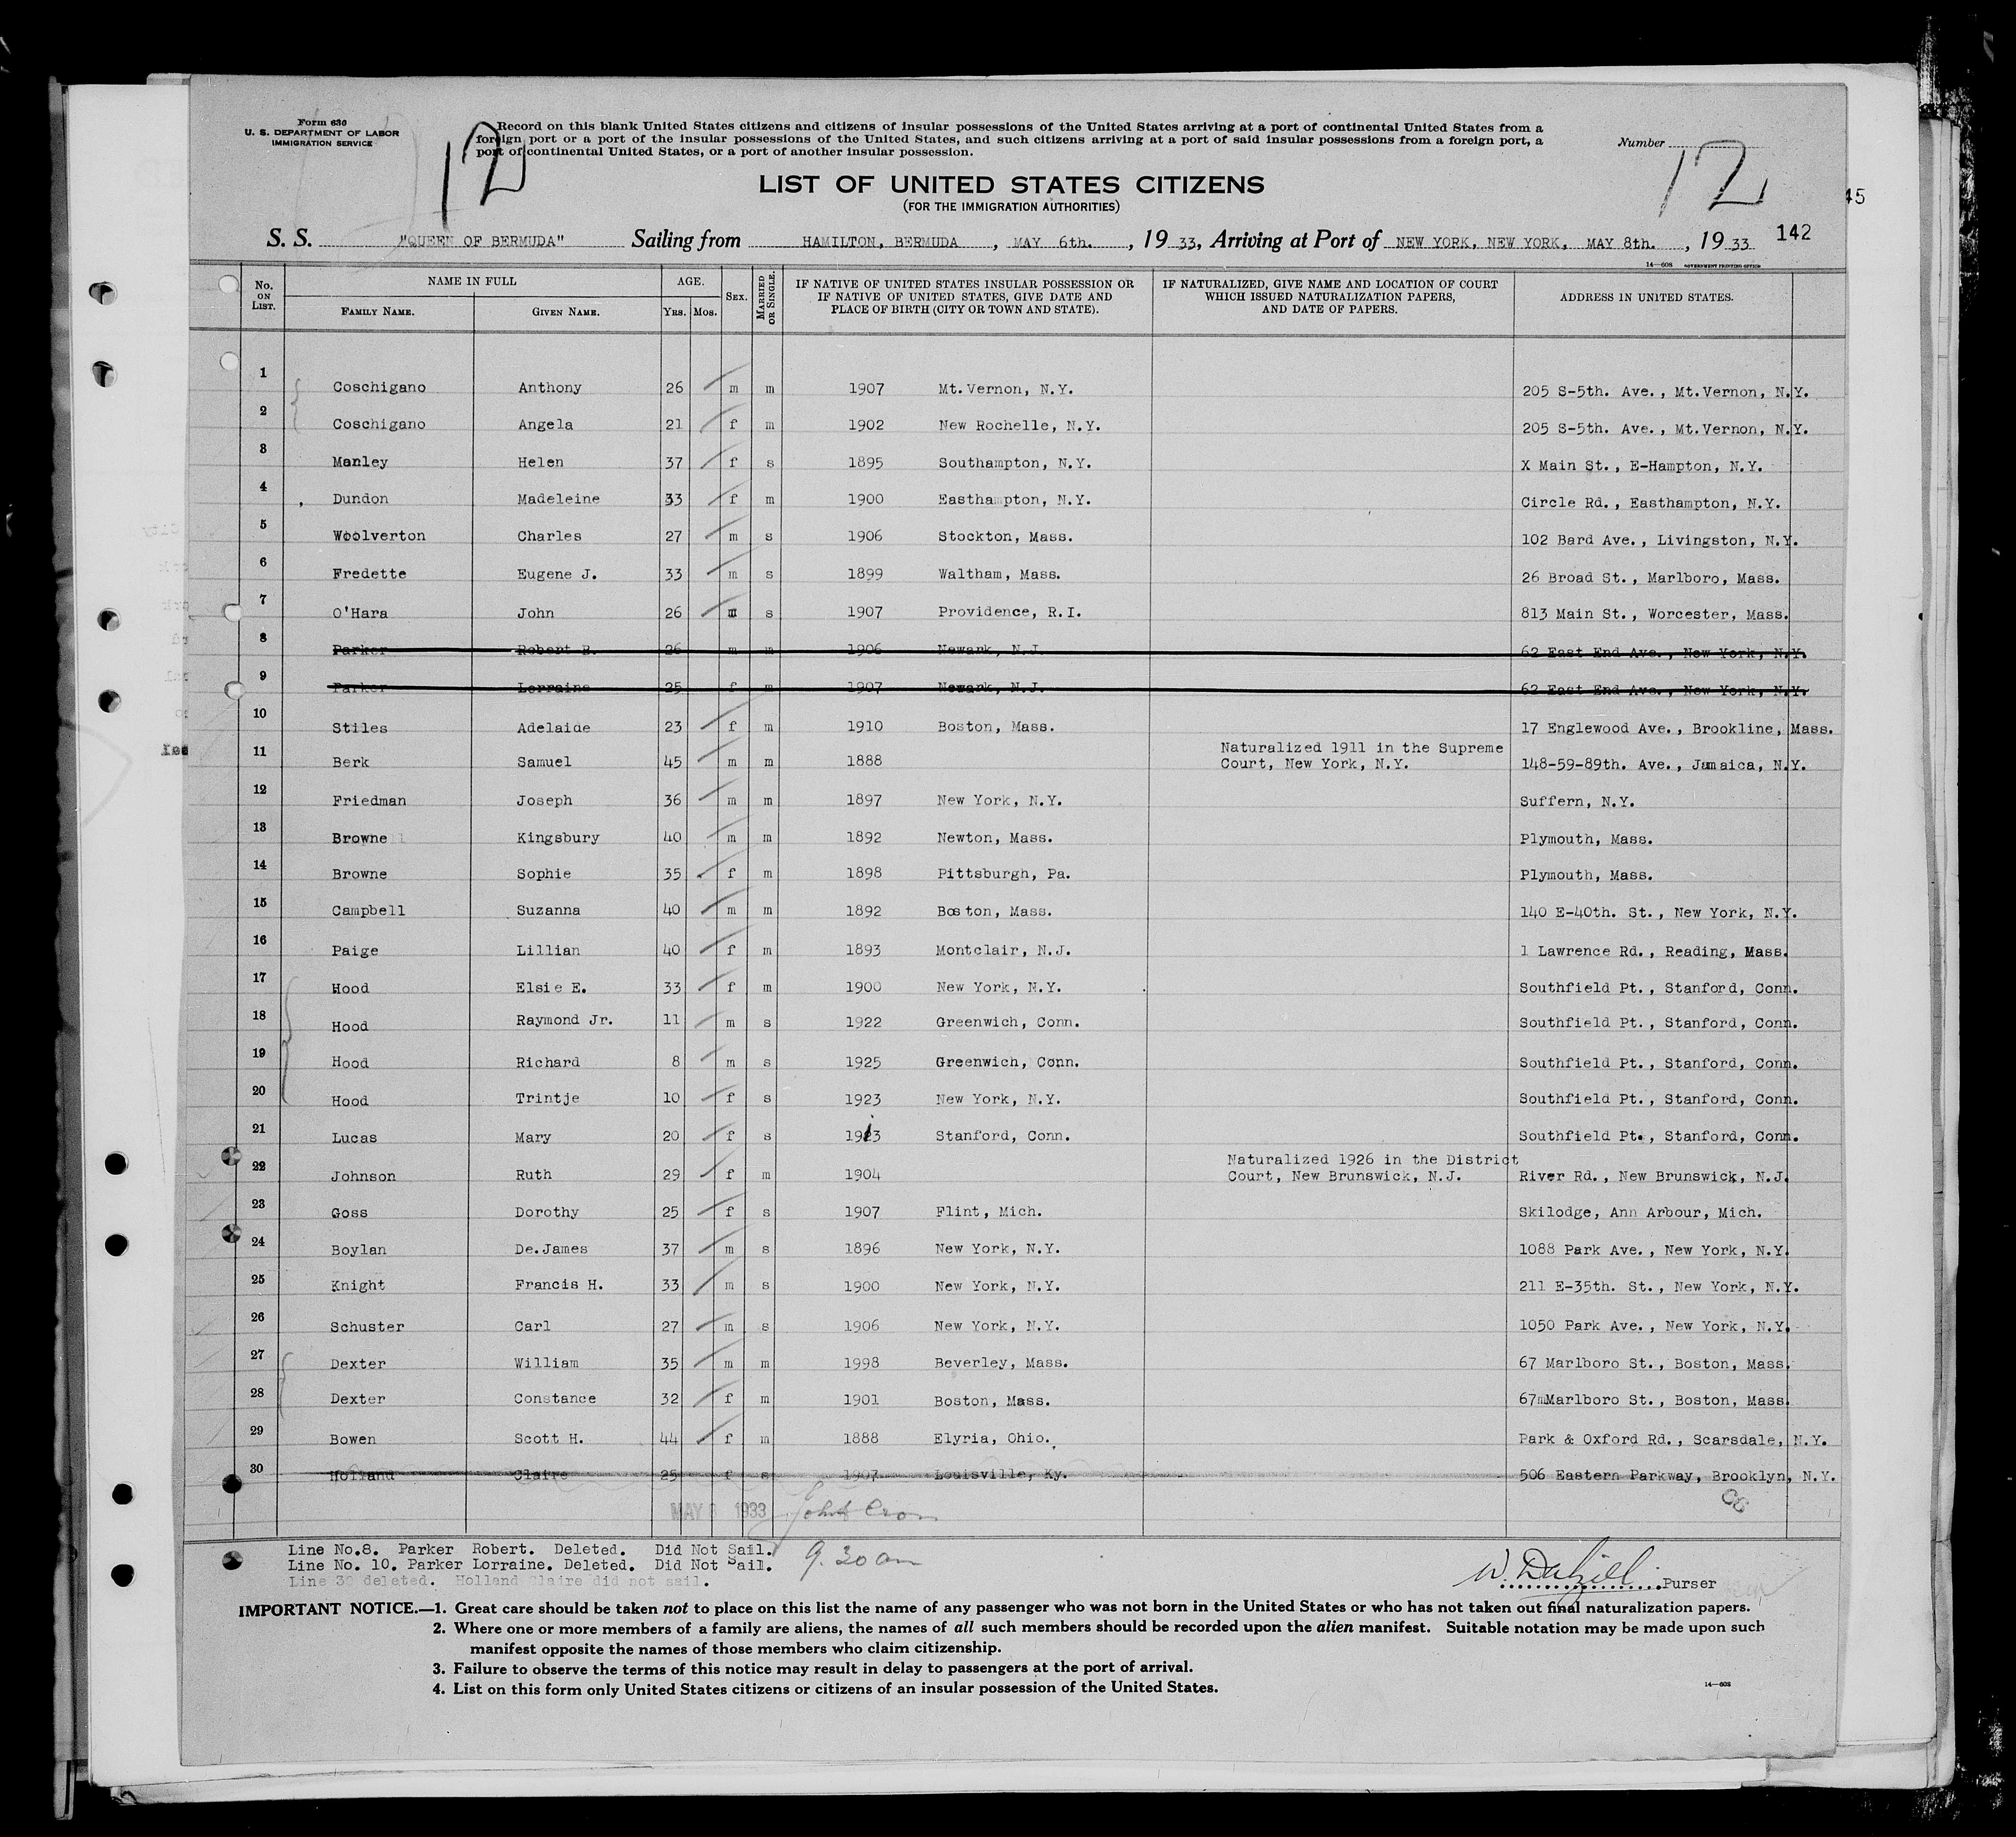 Form 630
U. S. DEPARTMENT OF LABOR
IMMIGRATION SERVICE
12
Record on this blank United States citizens and citizens of insular possessions of the United States arriving at a port of continental United States from a
foreign port or a port of the insular possessions of the United States, and such citizens arriving at a port of said insular possessions from a foreign port, a
port of continental United States, or a port of another insular possession.
Number
12
LIST OF UNITED STATES CITIZENS
(FOR THE IMMIGRATION AUTHORITIES)
45
S. S. "QUEEN OF BERMUDA" Sailing from HAMILTON, BERMUDA , MAY 6th. , 19 33, Arriving at Port of NEW YORK, NEW YORK, MAY 8th. , 19 33 142
14—608 GOVERNMENT PRINTING OFFICE
No. ON LIST. NAME IN FULL FAMILY NAME. GIVEN NAME. AGE. YRS. MOS. SEX. MARRIED OR SINGLE. IF NATIVE OF UNITED STATES INSULAR POSSESSION OR IF NATIVE OF UNITED STATES, GIVE DATE AND PLACE OF BIRTH (CITY OR TOWN AND STATE). IF NATURALIZED, GIVE NAME AND LOCATION OF COURT WHICH ISSUED NATURALIZATION PAPERS, AND DATE OF PAPERS. ADDRESS IN UNITED STATES.
1 Coschigano Anthony 26 m m 1907 Mt.Vernon, N.Y. 205 S-5th. Ave., Mt.Vernon, N.Y.
2 Coschigano Angela 21 f m 1902 New Rochelle, N.Y. 205 S-5th. Ave., Mt.Vernon, N.Y.
3 Manley Helen 37 f s 1895 Southampton, N.Y. X Main St., E-Hampton, N.Y.
4 Dundon Madeleine 33 f m 1900 Easthampton, N.Y. Circle Rd., Easthampton, N.Y.
5 Woolverton Charles 27 m s 1906 Stockton, Mass. 102 Bard Ave., Livingston, N.Y.
6 Fredette Eugene J. 33 m s 1899 Waltham, Mass. 26 Broad St., Marlboro, Mass.
7 O'Hara John 26 m s 1907 Providence, R.I. 813 Main St., Worcester, Mass.
8 Parker Robert B. 26 m m 1906 Newark, N.J. 62 East End Ave., New York, N.Y.
9 Parker Lorraine 25 f m 1907 Newark, N.J. 62 East End Ave., New York, N.Y.
10 Stiles Adelaide 23 f m 1910 Boston, Mass. 17 Englewood Ave., Brookline, Mass.
11 Berk Samuel 45 m m 1888 Naturalized 1911 in the Supreme Court, New York, N.Y. 148-59-89th. Ave., Jamaica, N.Y.
12 Friedman Joseph 36 m m 1897 New York, N.Y. Suffern, N.Y.
13 Browne Kingsbury 40 m m 1892 Newton, Mass. Plymouth, Mass.
14 Browne Sophie 35 f m 1898 Pittsburgh, Pa. Plymouth, Mass.
15 Campbell Suzanna 40 m m 1892 Boston, Mass. 140 E-40th. St., New York, N.Y.
16 Paige Lillian 40 f m 1893 Montclair, N.J. 1 Lawrence Rd., Reading, Mass.
17 Hood Elsie E. 33 f m 1900 New York, N.Y. Southfield Pt., Stanford, Conn.
18 Hood Raymond Jr. 11 m s 1922 Greenwich, Conn. Southfield Pt., Stanford, Conn.
19 Hood Richard 8 m s 1925 Greenwich, Conn. Southfield Pt., Stanford, Conn.
20 Hood Trintje 10 f s 1923 New York, N.Y. Southfield Pt., Stanford, Conn.
21 Lucas Mary 20 f s 1913 Stanford, Conn. Southfield Pt., Stanford, Conn.
22 Johnson Ruth 29 f m 1904 Naturalized 1926 in the District Court, New Brunswick, N.J. River Rd., New Brunswick, N.J.
23 Goss Dorothy 25 f s 1907 Flint, Mich. Skilodge, Ann Arbour, Mich.
24 Boylan De.James 37 m s 1896 New York, N.Y. 1088 Park Ave., New York, N.Y.
25 Knight Francis H. 33 m s 1900 New York, N.Y. 211 E-35th. St., New York, N.Y.
26 Schuster Carl 27 m s 1906 New York, N.Y. 1050 Park Ave., New York, N.Y.
27 Dexter William 35 m m 1998 Beverley, Mass. 67 Marlboro St., Boston, Mass.
28 Dexter Constance 32 f m 1901 Boston, Mass. 67mMarlboro St., Boston, Mass.
29 Bowen Scott H. 44 f m 1888 Elyria, Ohio. Park & Oxford Rd., Scarsdale, N.Y.
30 Holland Claire 25 f s 1907 Louisville, Ky. 506 Eastern Parkway, Brooklyn, N.Y.
MAY 8 1933
Line No.8. Parker Robert. Deleted. Did Not Sail.
Line No. 10. Parker Lorraine. Deleted. Did Not Sail.
Line 30 deleted. Holland Claire did not sail.
9.30 am
W. Dalziell Purser
IMPORTANT NOTICE.—1. Great care should be taken not to place on this list the name of any passenger who was not born in the United States or who has not taken out final naturalization papers.
2. Where one or more members of a family are aliens, the names of all such members should be recorded upon the alien manifest. Suitable notation may be made upon such
manifest opposite the names of those members who claim citizenship.
3. Failure to observe the terms of this notice may result in delay to passengers at the port of arrival.
4. List on this form only United States citizens or citizens of an insular possession of the United States.
14—608